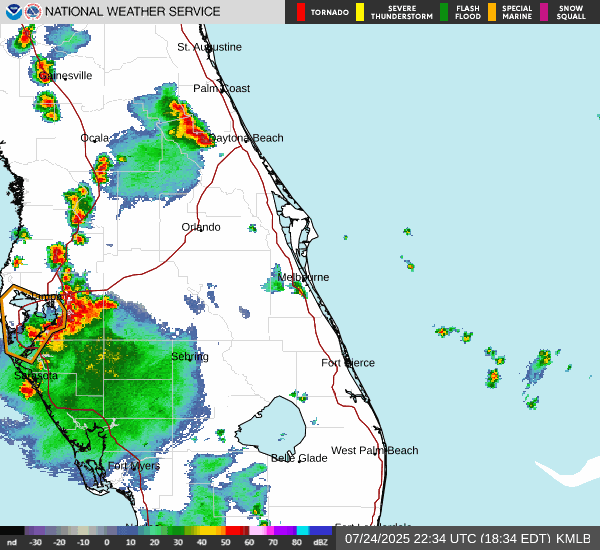 NATIONAL WEATHER SERVICE
TORNADO
SEVERE THUNDERSTORM
FLASH FLOOD
SPECIAL MARINE
SNOW SQUALL
St. Augustine
Gainesville
Palm Coast
Ocala
Daytona Beach
Orlando
Melbourne
Tampa
Sebring
Fort Pierce
Sarasota
West Palm Beach
Belle Glade
Fort Myers
Fort Lauderdale
nd -30 -20 -10 0 10 20 30 40 50 60 70 80 dBZ
07/24/2025 22:34 UTC (18:34 EDT) KMLB